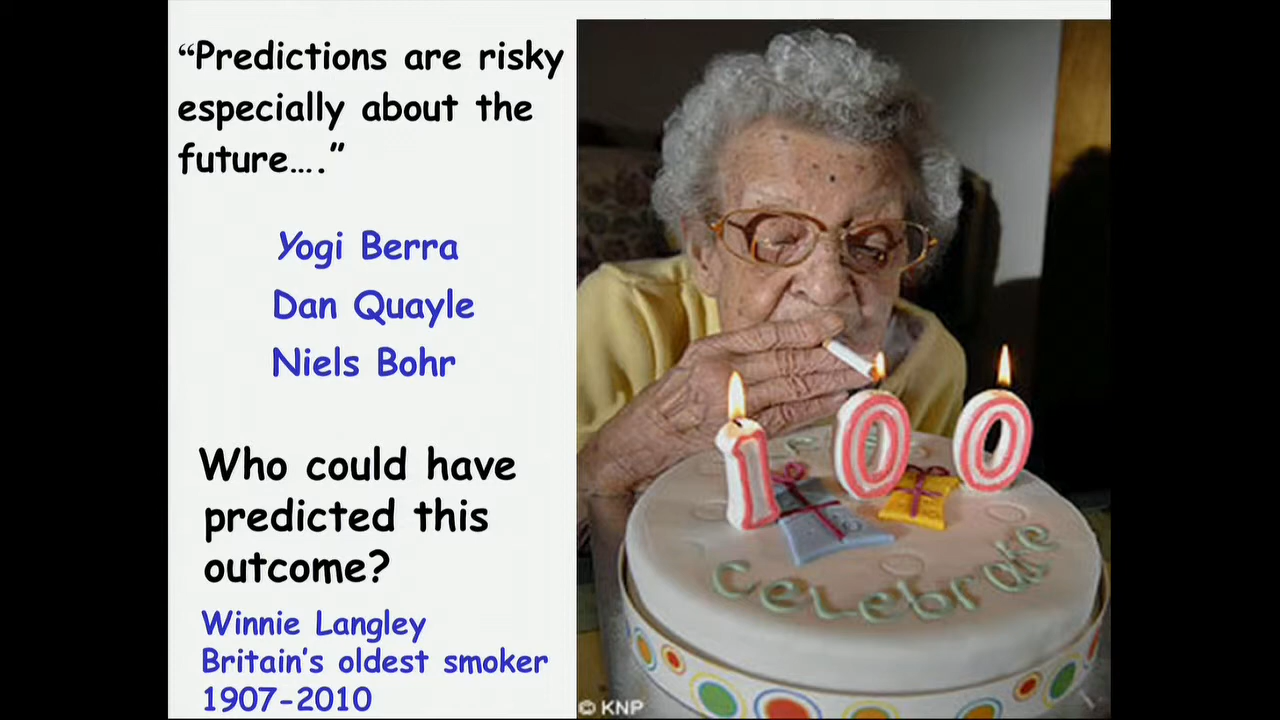 “Predictions are risky
especially about the
future….”
Yogi Berra
Dan Quayle
Niels Bohr
Who could have
predicted this
outcome?
Winnie Langley
Britain’s oldest smoker
1907-2010
100
celebrate
© KNP